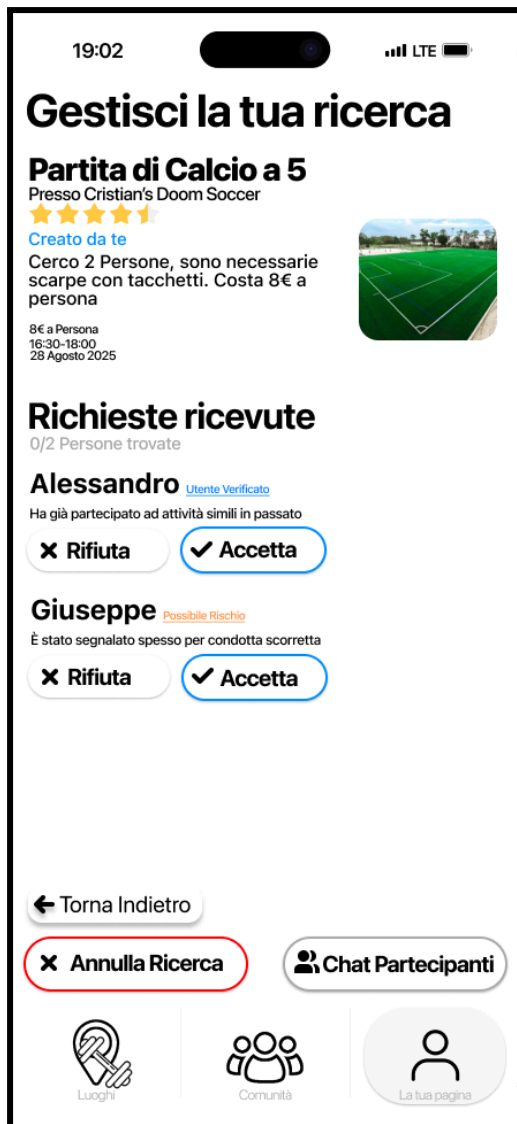 19:02
LTE
Gestisci la tua ricerca
Partita di Calcio a 5
Presso Cristian's Doom Soccer
Creato da te
Cerco 2 Persone, sono necessarie
scarpe con tacchetti. Costa 8€ a
persona
8€ a Persona
16:30-18:00
28 Agosto 2025
Richieste ricevute
0/2 Persone trovate
Alessandro Utente Verificato
Ha già partecipato ad attività simili in passato
Rifiuta Accetta
Giuseppe Possibile Rischio
È stato segnalato spesso per condotta scorretta
Rifiuta Accetta
Torna Indietro
Annulla Ricerca Chat Partecipanti
Luoghi Comunità La tua pagina